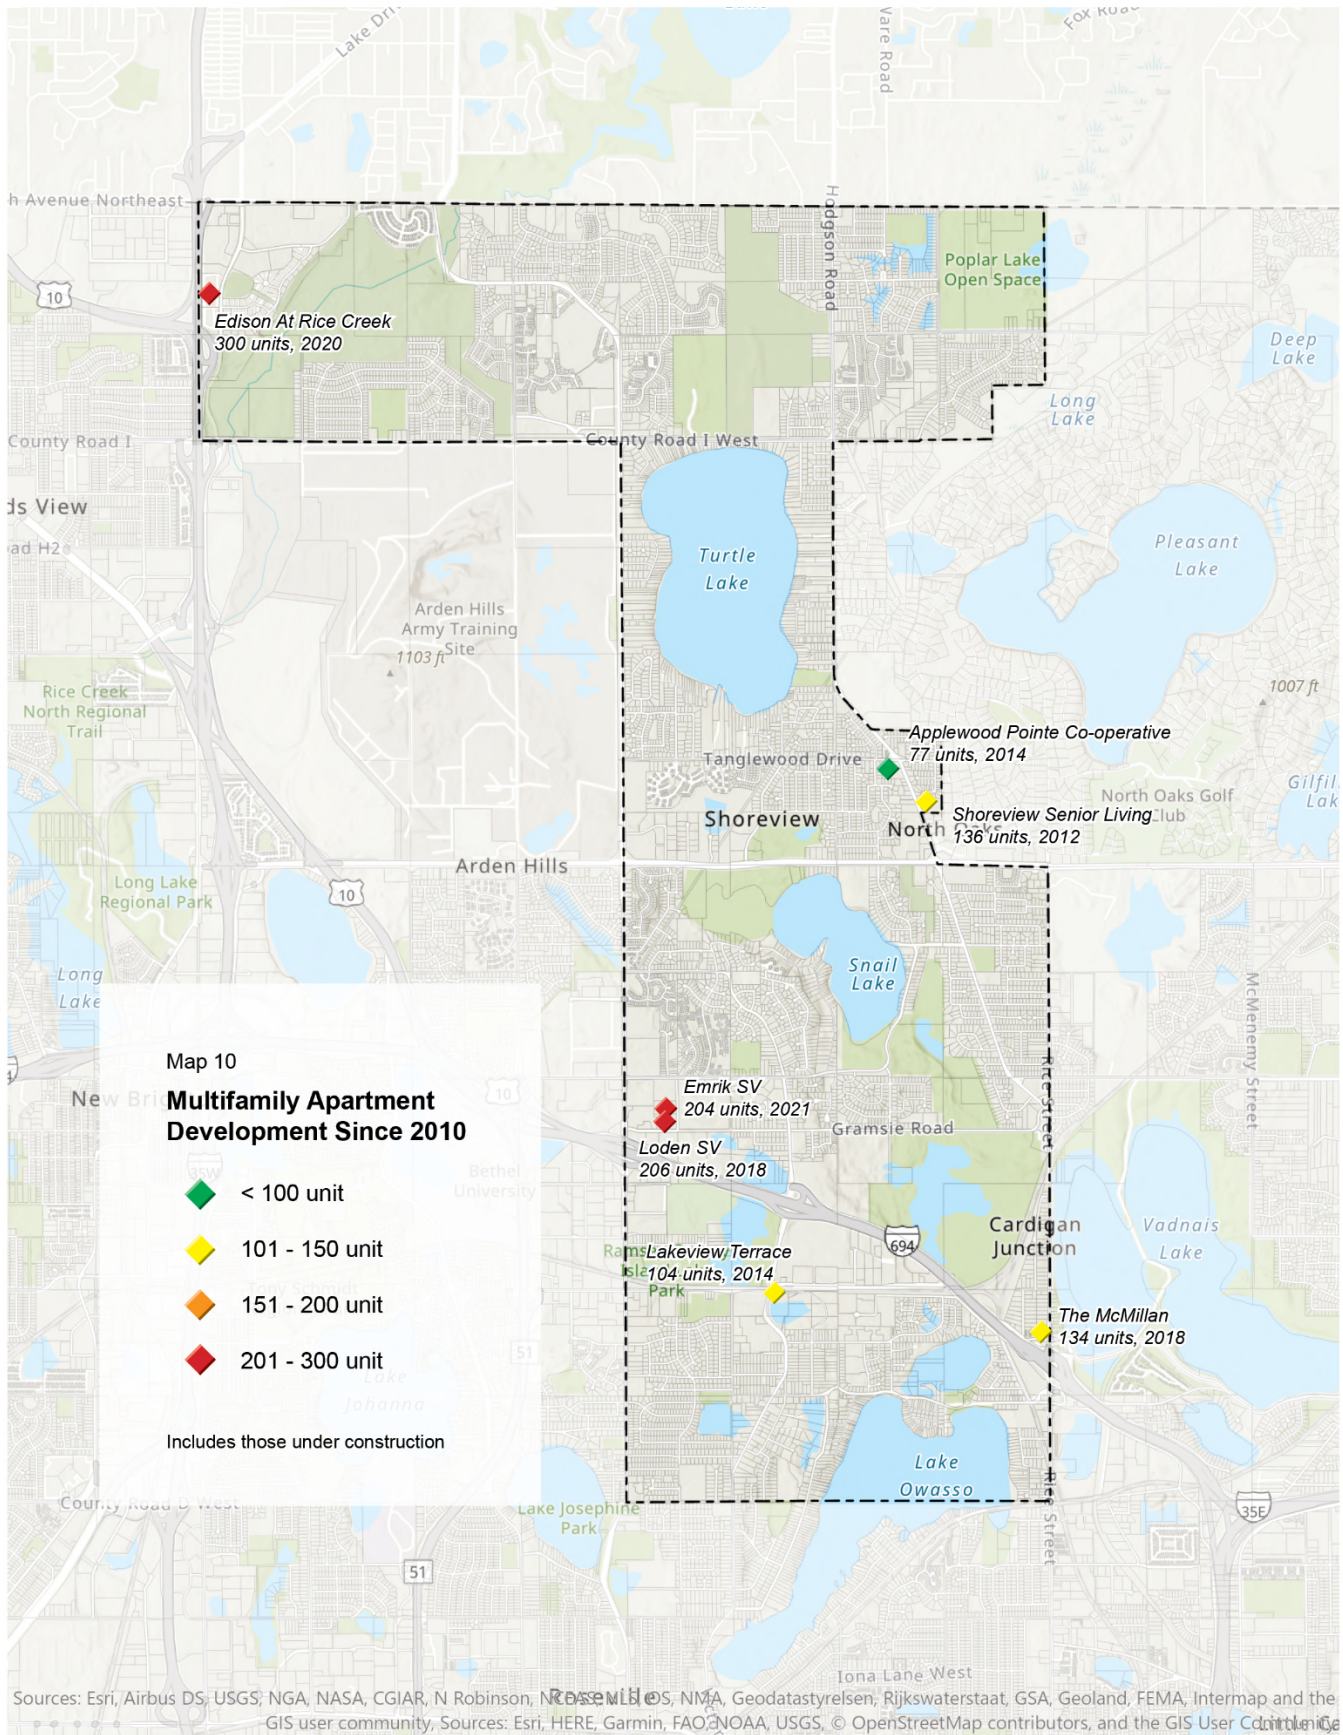 Lake Dri
Ware Road
Fox Road
h Avenue Northeast
Hodgson Road
Poplar Lake
Open Space
10
Edison At Rice Creek
300 units, 2020
Deep
Lake
Long
Lake
County Road I
County Road I West
ds View
oad H2
Turtle
Lake
Pleasant
Lake
Arden Hills
Army Training
Site
1103 ft
Rice Creek
North Regional
Trail
1007 ft
Applewood Pointe Co-operative
77 units, 2014
Tanglewood Drive
Gilfil
Lak
North Oaks Golf
Club
Shoreview Senior Living
136 units, 2012
Shoreview
North Oaks
Arden Hills
Long Lake
Regional Park
10
Snail
Lake
Long
Lake
McMenemy Street
Map 10
Multifamily Apartment
Development Since 2010
< 100 unit
101 - 150 unit
151 - 200 unit
201 - 300 unit
Includes those under construction
New Brig
10
35W
Bethel
University
51
Lake
Johanna
Emrik SV
204 units, 2021
Rice Street
Gramsie Road
Loden SV
206 units, 2018
Cardigan
Junction
Vadnais
Lake
694
Lakeview Terrace
104 units, 2014
Park
The McMillan
134 units, 2018
Lake
Owasso
County Road D West
Lake Josephine
Park
Rice Street
35E
51
Iona Lane West
Roseville
Sources: Esri, Airbus DS, USGS, NGA, NASA, CGIAR, N Robinson, NCEAS, NLS, OS, NMA, Geodatastyrelsen, Rijkswaterstaat, GSA, Geoland, FEMA, Intermap and the
GIS user community, Sources: Esri, HERE, Garmin, FAO, NOAA, USGS, © OpenStreetMap contributors, and the GIS User Community